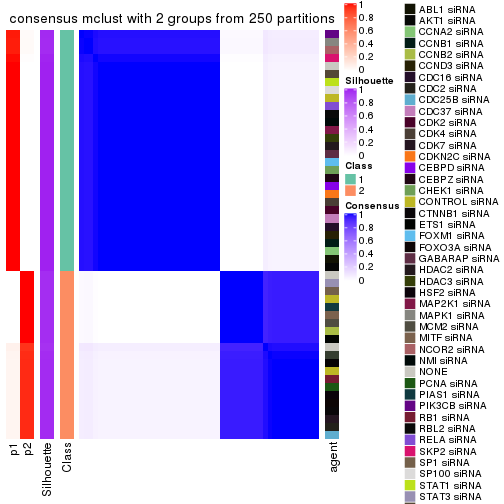 consensus mclust with 2 groups from 250 partitions
p1
p2
Silhouette
Class
agent
1
0.8
0.6
0.4
0.2
0
Silhouette
1
0.8
0.6
0.4
0.2
0
Class
1
2
Consensus
1
0.8
0.6
0.4
0.2
0
ABL1 siRNA
AKT1 siRNA
CCNA2 siRNA
CCNB1 siRNA
CCNB2 siRNA
CCND3 siRNA
CDC16 siRNA
CDC2 siRNA
CDC25B siRNA
CDC37 siRNA
CDK2 siRNA
CDK4 siRNA
CDK7 siRNA
CDKN2C siRNA
CEBPD siRNA
CEBPZ siRNA
CHEK1 siRNA
CONTROL siRNA
CTNNB1 siRNA
ETS1 siRNA
FOXM1 siRNA
FOXO3A siRNA
GABARAP siRNA
HDAC2 siRNA
HDAC3 siRNA
HSF2 siRNA
MAP2K1 siRNA
MAPK1 siRNA
MCM2 siRNA
MITF siRNA
NCOR2 siRNA
NMI siRNA
NONE
PCNA siRNA
PIAS1 siRNA
PIK3CB siRNA
RB1 siRNA
RBL2 siRNA
RELA siRNA
SKP2 siRNA
SP1 siRNA
SP100 siRNA
STAT1 siRNA
STAT3 siRNA